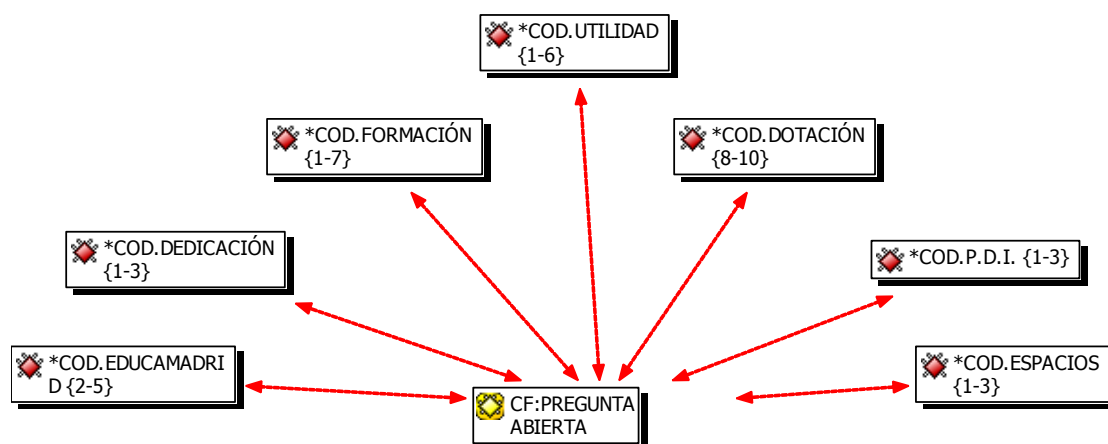 *COD.UTILIDAD
{1-6}
*COD.FORMACIÓN
{1-7}
*COD.DOTACIÓN
{8-10}
*COD.DEDICACIÓN
{1-3}
*COD.P.D.I. {1-3}
*COD.EDUCAMADRI
D {2-5}
*COD.ESPACIOS
{1-3}
CF:PREGUNTA
ABIERTA